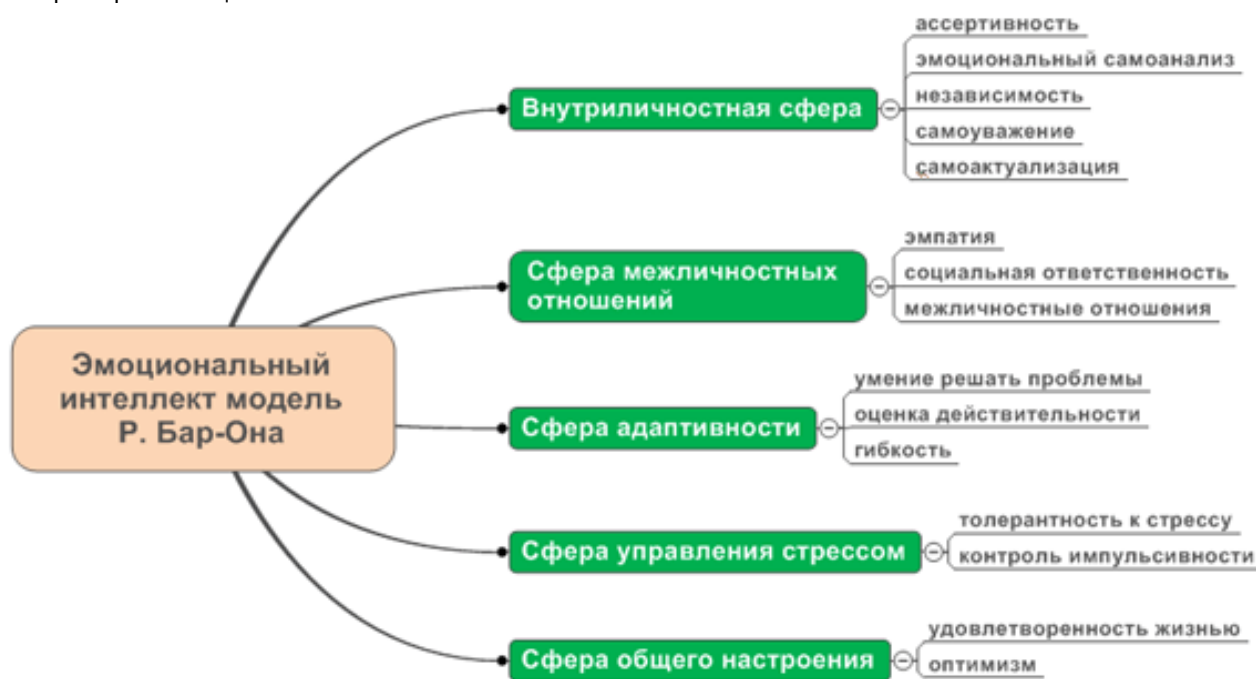 Эмоциональный
интеллект модель
Р. Бар-Она
Внутриличностная сфера
ассертивность
эмоциональный самоанализ
независимость
самоуважение
самоактуализация
Сфера межличностных
отношений
эмпатия
социальная ответственность
межличностные отношения
Сфера адаптивности
умение решать проблемы
оценка действительности
гибкость
Сфера управления стрессом
толерантность к стрессу
контроль импульсивности
Сфера общего настроения
удовлетворенность жизнью
оптимизм